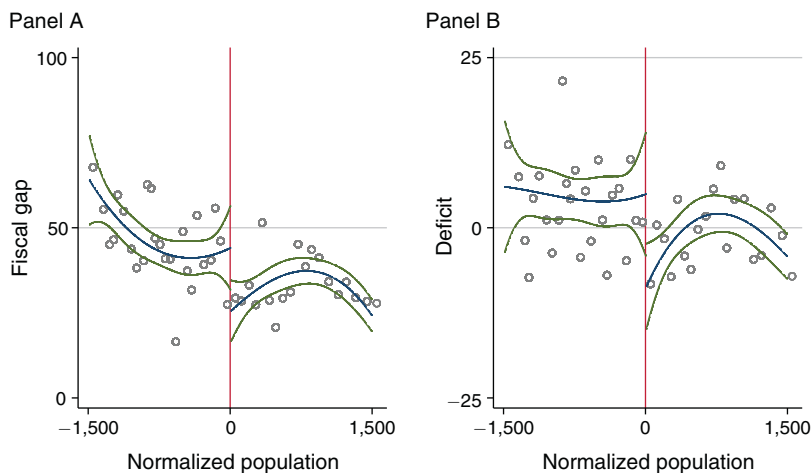 Panel A
100
50
0
Fiscal gap
−1,500 0 1,500
Normalized population
Panel B
25
0
−25
Deficit
−1,500 0 1,500
Normalized population